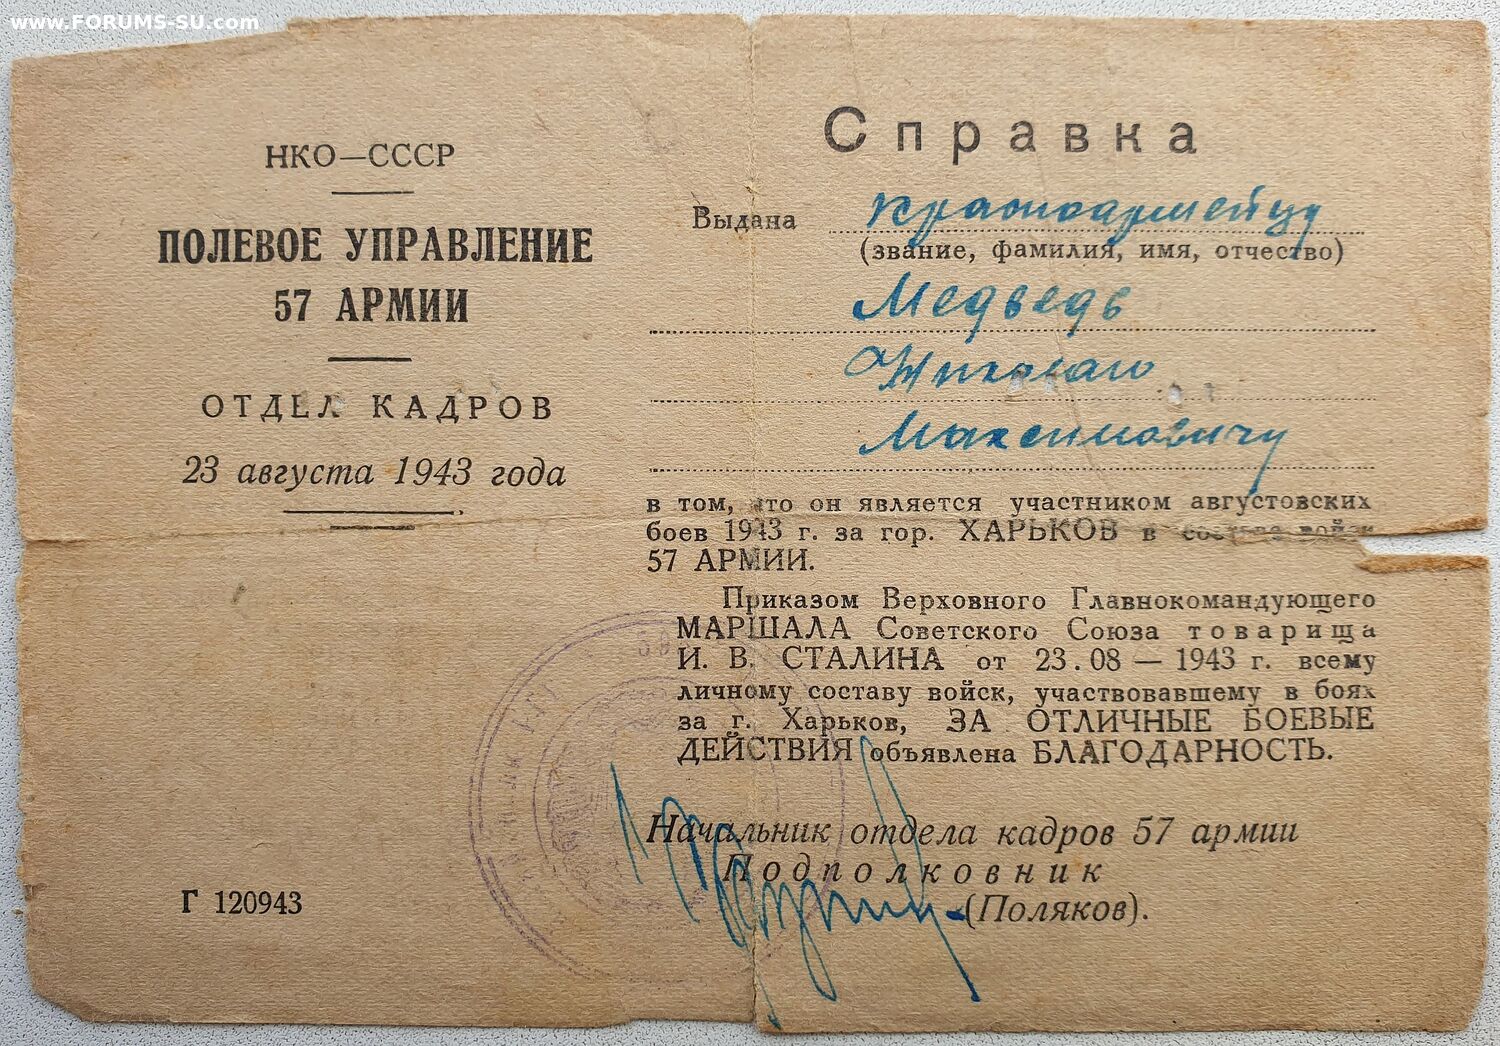 www.FORUMS-SU.com
НКО—СССР
ПОЛЕВОЕ УПРАВЛЕНИЕ
57 АРМИИ
ОТДЕЛ КАДРОВ
23 августа 1943 года
Г 120943
Справка
Выдана красноармейцу
(звание, фамилия, имя, отчество)
Медведь
Николаю
Максимовичу
в том, что он является участником августовских
боев 1943 г. за гор. ХАРЬКОВ в составе войск
57 АРМИИ.
Приказом Верховного Главнокомандующего
МАРШАЛА Советского Союза товарища
И. В. СТАЛИНА от 23.08 — 1943 г. всему
личному составу войск, участвовавшему в боях
за г. Харьков, ЗА ОТЛИЧНЫЕ БОЕВЫЕ
ДЕЙСТВИЯ объявлена БЛАГОДАРНОСТЬ.
Начальник отдела кадров 57 армии
Подполковник
(Поляков).